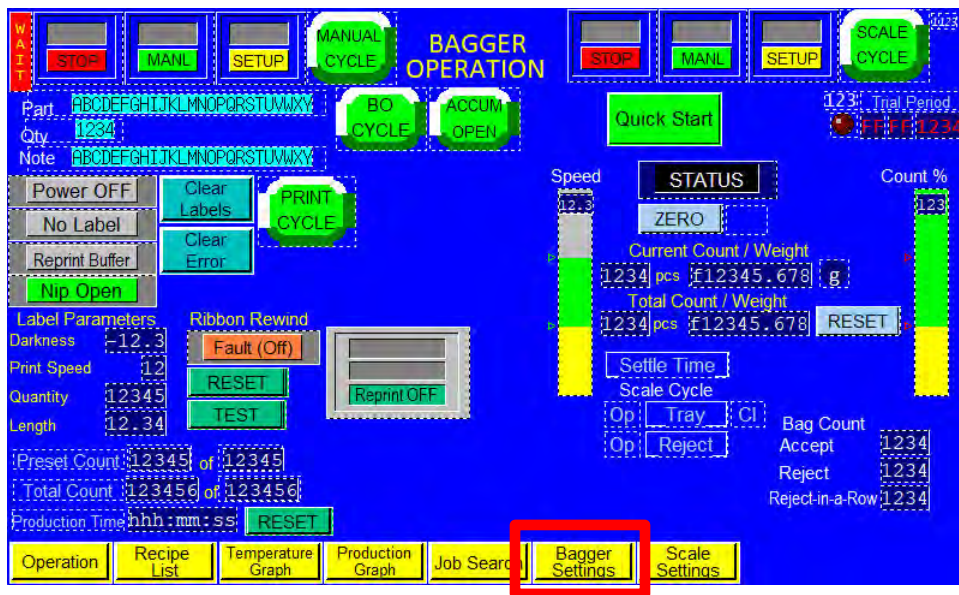 WAIT
STOP
MANL
SETUP
MANUAL CYCLE
BAGGER OPERATION
STOP
MANL
SETUP
SCALE CYCLE
Part ABCDEFGHIJKLMNOPQRSTUVWXY
Qty 1234
Note ABCDEFGHIJKLMNOPQRSTUVWXY
BO CYCLE
ACCUM OPEN
Quick Start
123 Trial Period
FF FF 1234
Power OFF
No Label
Reprint Buffer
Nip Open
Clear Labels
Clear Error
PRINT CYCLE
Speed
12.3
STATUS
ZERO
Count %
123
Current Count / Weight
1234 pcs f12345.678 g
Total Count / Weight
1234 pcs f12345.678 RESET
Label Parameters
Darkness -12.3
Print Speed 12
Quantity 12345
Length 12.34
Ribbon Rewind
Fault (Off)
RESET
TEST
Reprint OFF
Settle Time
Scale Cycle
Op Tray Cl
Op Reject
Bag Count
Accept 1234
Reject 1234
Reject-in-a-Row 1234
Preset Count 12345 of 12345
Total Count 123456 of 123456
Production Time hhh:mm:ss RESET
Operation
Recipe List
Temperature Graph
Production Graph
Job Search
Bagger Settings
Scale Settings